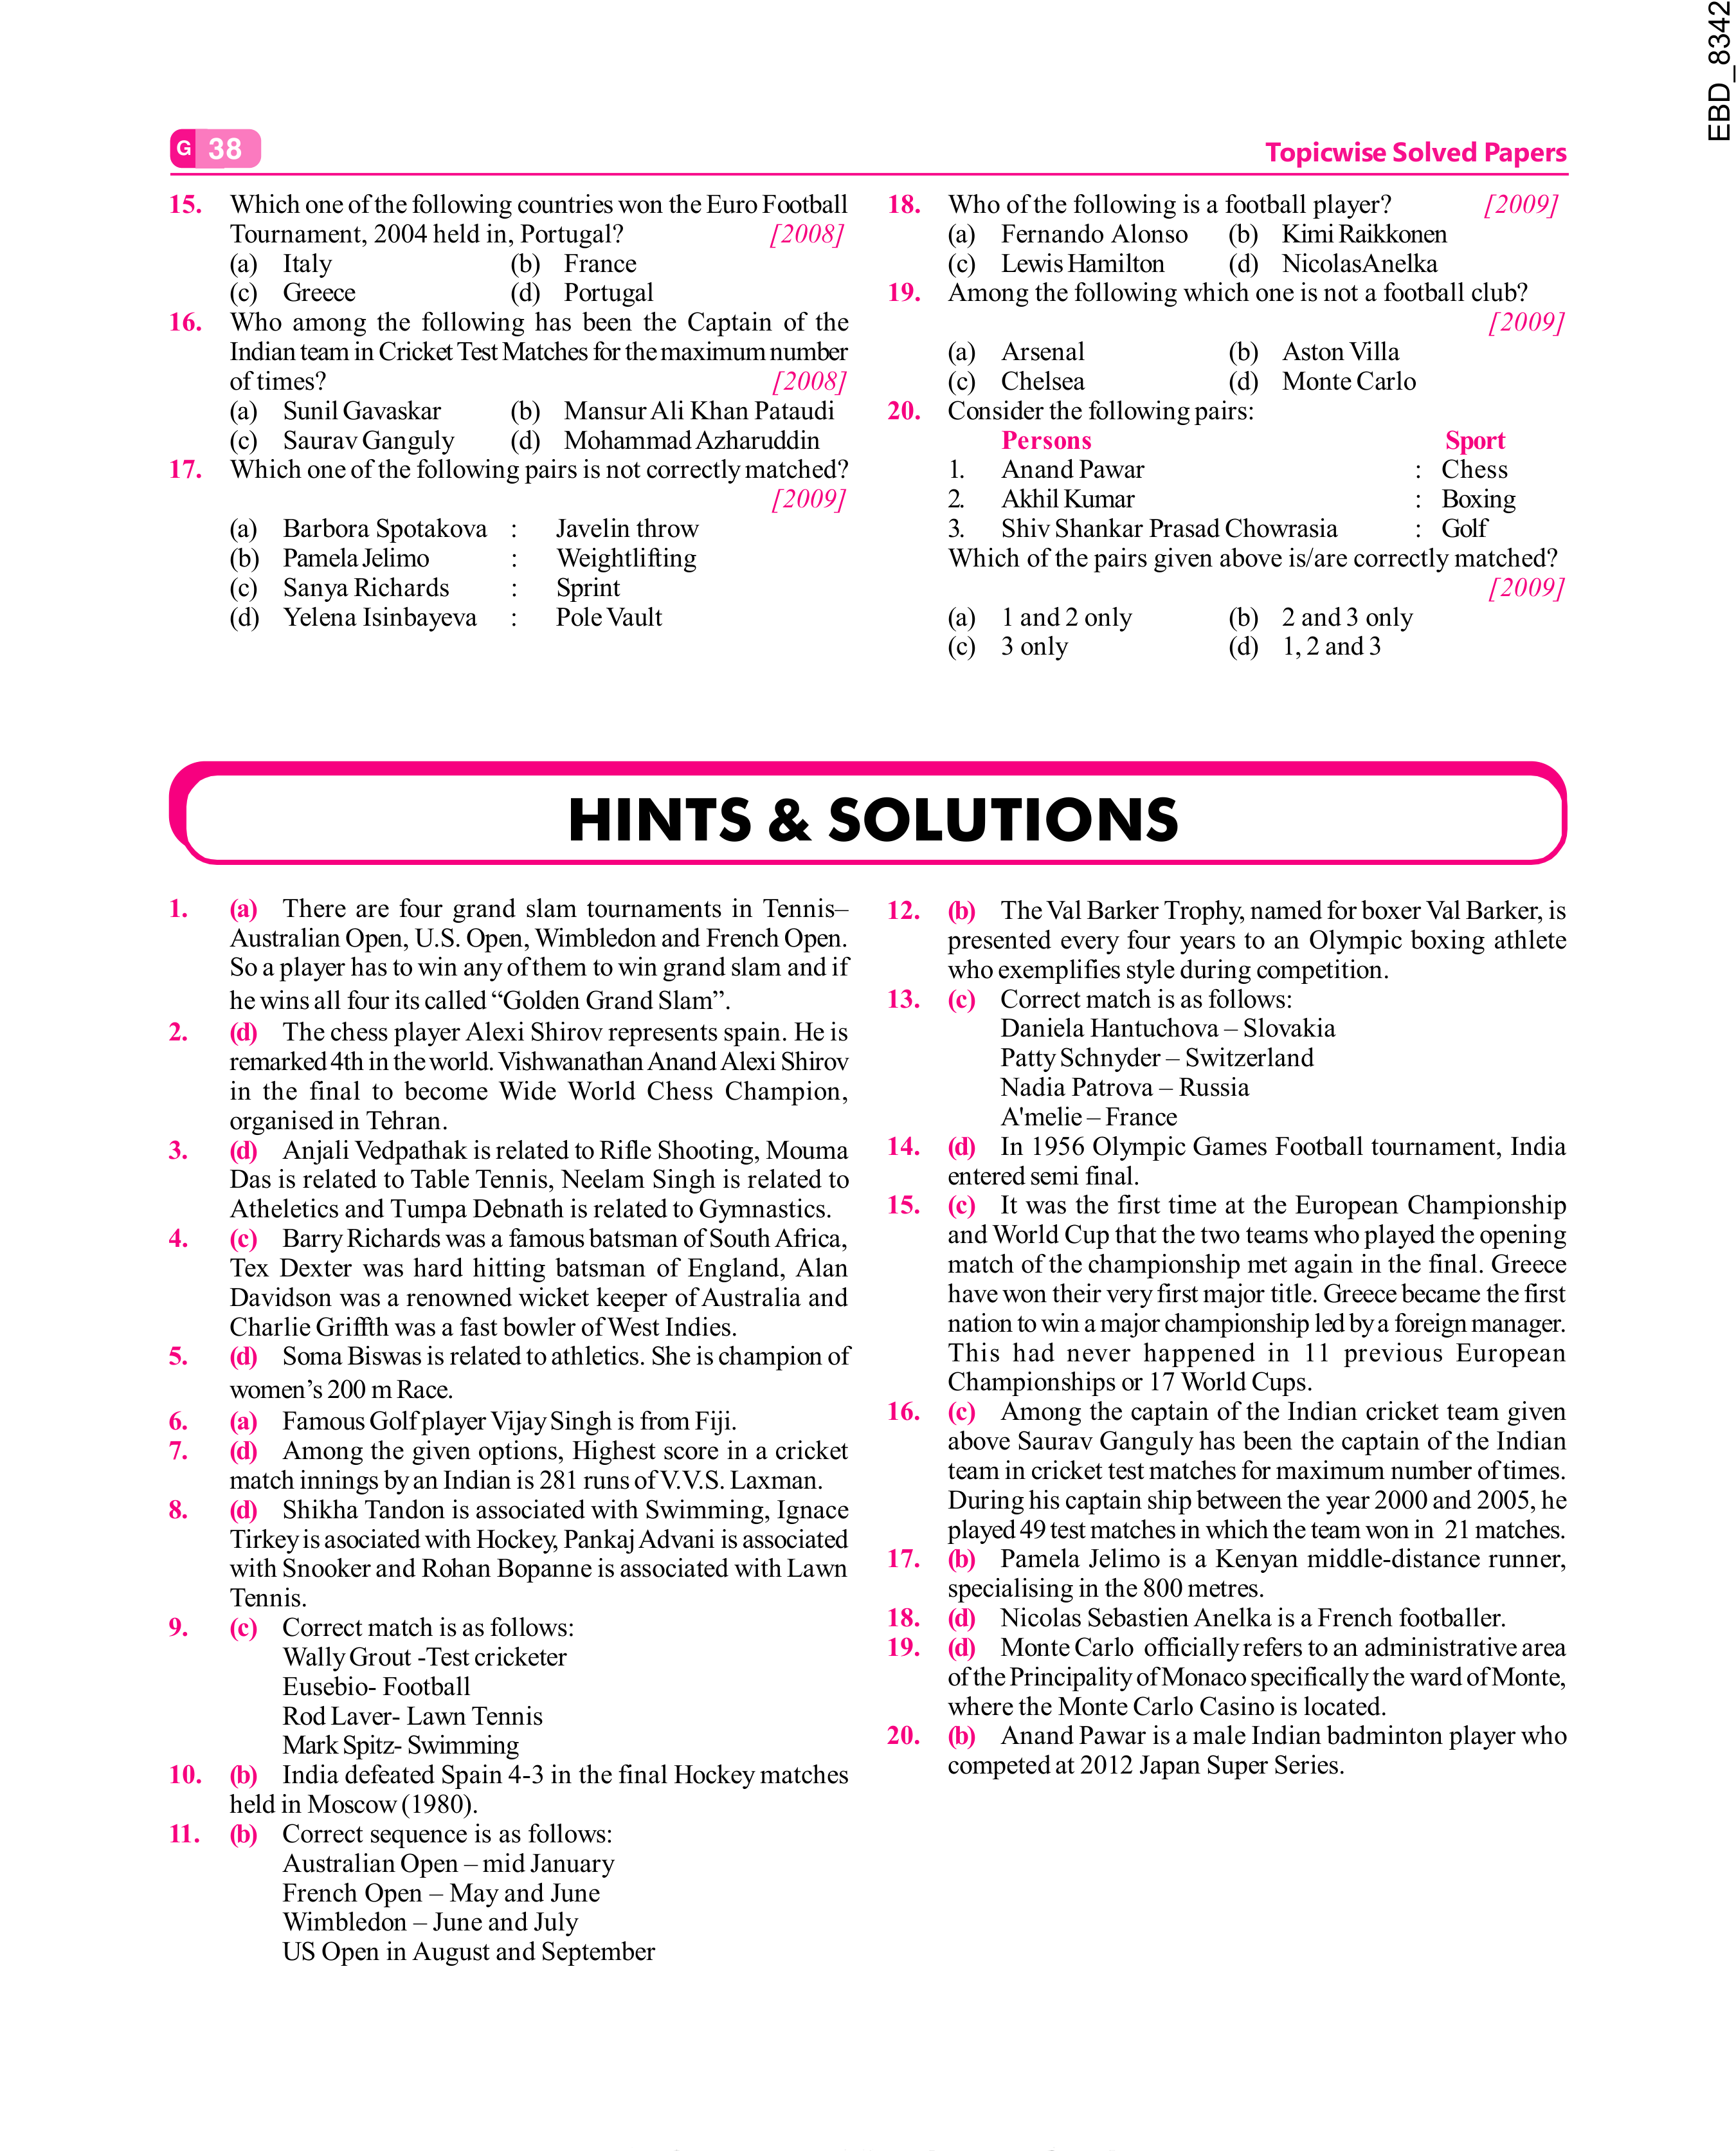 EBD_8342
G 38
Topicwise Solved Papers
15. Which one of the following countries won the Euro Football
Tournament, 2004 held in, Portugal? [2008]
(a) Italy (b) France
(c) Greece (d) Portugal
16. Who among the following has been the Captain of the
Indian team in Cricket Test Matches for the maximum number
of times? [2008]
(a) Sunil Gavaskar (b) Mansur Ali Khan Pataudi
(c) Saurav Ganguly (d) Mohammad Azharuddin
17. Which one of the following pairs is not correctly matched?
[2009]
(a) Barbora Spotakova : Javelin throw
(b) Pamela Jelimo : Weightlifting
(c) Sanya Richards : Sprint
(d) Yelena Isinbayeva : Pole Vault
18. Who of the following is a football player? [2009]
(a) Fernando Alonso (b) Kimi Raikkonen
(c) Lewis Hamilton (d) NicolasAnelka
19. Among the following which one is not a football club?
[2009]
(a) Arsenal (b) Aston Villa
(c) Chelsea (d) Monte Carlo
20. Consider the following pairs:
Persons Sport
1. Anand Pawar : Chess
2. Akhil Kumar : Boxing
3. Shiv Shankar Prasad Chowrasia : Golf
Which of the pairs given above is/are correctly matched?
[2009]
(a) 1 and 2 only (b) 2 and 3 only
(c) 3 only (d) 1, 2 and 3
HINTS & SOLUTIONS
1. (a) There are four grand slam tournaments in Tennis–
Australian Open, U.S. Open, Wimbledon and French Open.
So a player has to win any of them to win grand slam and if
he wins all four its called “Golden Grand Slam”.
2. (d) The chess player Alexi Shirov represents spain. He is
remarked 4th in the world. Vishwanathan Anand Alexi Shirov
in the final to become Wide World Chess Champion,
organised in Tehran.
3. (d) Anjali Vedpathak is related to Rifle Shooting, Mouma
Das is related to Table Tennis, Neelam Singh is related to
Atheletics and Tumpa Debnath is related to Gymnastics.
4. (c) Barry Richards was a famous batsman of South Africa,
Tex Dexter was hard hitting batsman of England, Alan
Davidson was a renowned wicket keeper of Australia and
Charlie Griffth was a fast bowler of West Indies.
5. (d) Soma Biswas is related to athletics. She is champion of
women’s 200 m Race.
6. (a) Famous Golf player Vijay Singh is from Fiji.
7. (d) Among the given options, Highest score in a cricket
match innings by an Indian is 281 runs of V.V.S. Laxman.
8. (d) Shikha Tandon is associated with Swimming, Ignace
Tirkey is asociated with Hockey, Pankaj Advani is associated
with Snooker and Rohan Bopanne is associated with Lawn
Tennis.
9. (c) Correct match is as follows:
Wally Grout -Test cricketer
Eusebio- Football
Rod Laver- Lawn Tennis
Mark Spitz- Swimming
10. (b) India defeated Spain 4-3 in the final Hockey matches
held in Moscow (1980).
11. (b) Correct sequence is as follows:
Australian Open – mid January
French Open – May and June
Wimbledon – June and July
US Open in August and September
12. (b) The Val Barker Trophy, named for boxer Val Barker, is
presented every four years to an Olympic boxing athlete
who exemplifies style during competition.
13. (c) Correct match is as follows:
Daniela Hantuchova – Slovakia
Patty Schnyder – Switzerland
Nadia Patrova – Russia
A'melie – France
14. (d) In 1956 Olympic Games Football tournament, India
entered semi final.
15. (c) It was the first time at the European Championship
and World Cup that the two teams who played the opening
match of the championship met again in the final. Greece
have won their very first major title. Greece became the first
nation to win a major championship led by a foreign manager.
This had never happened in 11 previous European
Championships or 17 World Cups.
16. (c) Among the captain of the Indian cricket team given
above Saurav Ganguly has been the captain of the Indian
team in cricket test matches for maximum number of times.
During his captain ship between the year 2000 and 2005, he
played 49 test matches in which the team won in 21 matches.
17. (b) Pamela Jelimo is a Kenyan middle-distance runner,
specialising in the 800 metres.
18. (d) Nicolas Sebastien Anelka is a French footballer.
19. (d) Monte Carlo officially refers to an administrative area
of the Principality of Monaco specifically the ward of Monte,
where the Monte Carlo Casino is located.
20. (b) Anand Pawar is a male Indian badminton player who
competed at 2012 Japan Super Series.